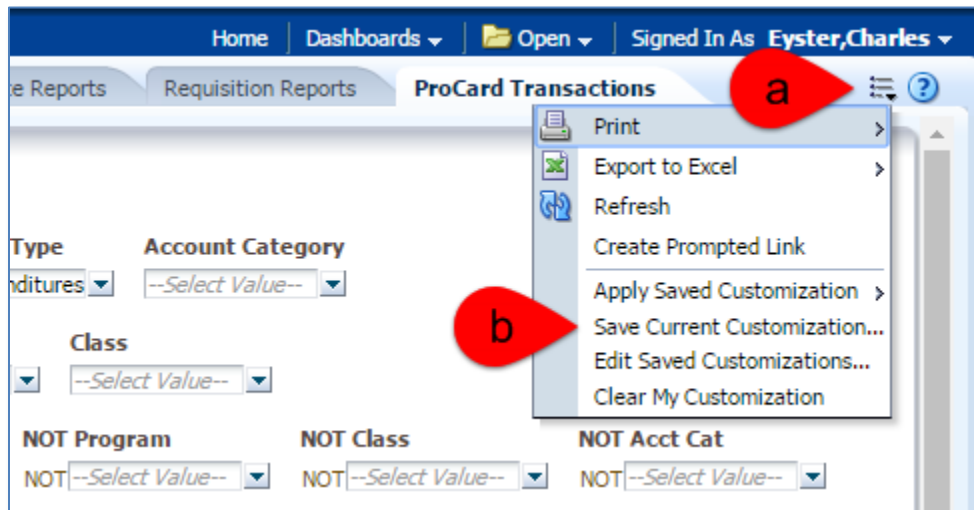 Home Dashboards Open Signed In As Eyster,Charles
e Reports Requisition Reports ProCard Transactions a ?
Print
Export to Excel
Refresh
Create Prompted Link
Apply Saved Customization
b Save Current Customization...
Edit Saved Customizations...
Clear My Customization
Type Account Category
nditures --Select Value--
Class
--Select Value--
NOT Program NOT Class NOT Acct Cat
NOT --Select Value-- NOT --Select Value-- NOT --Select Value--